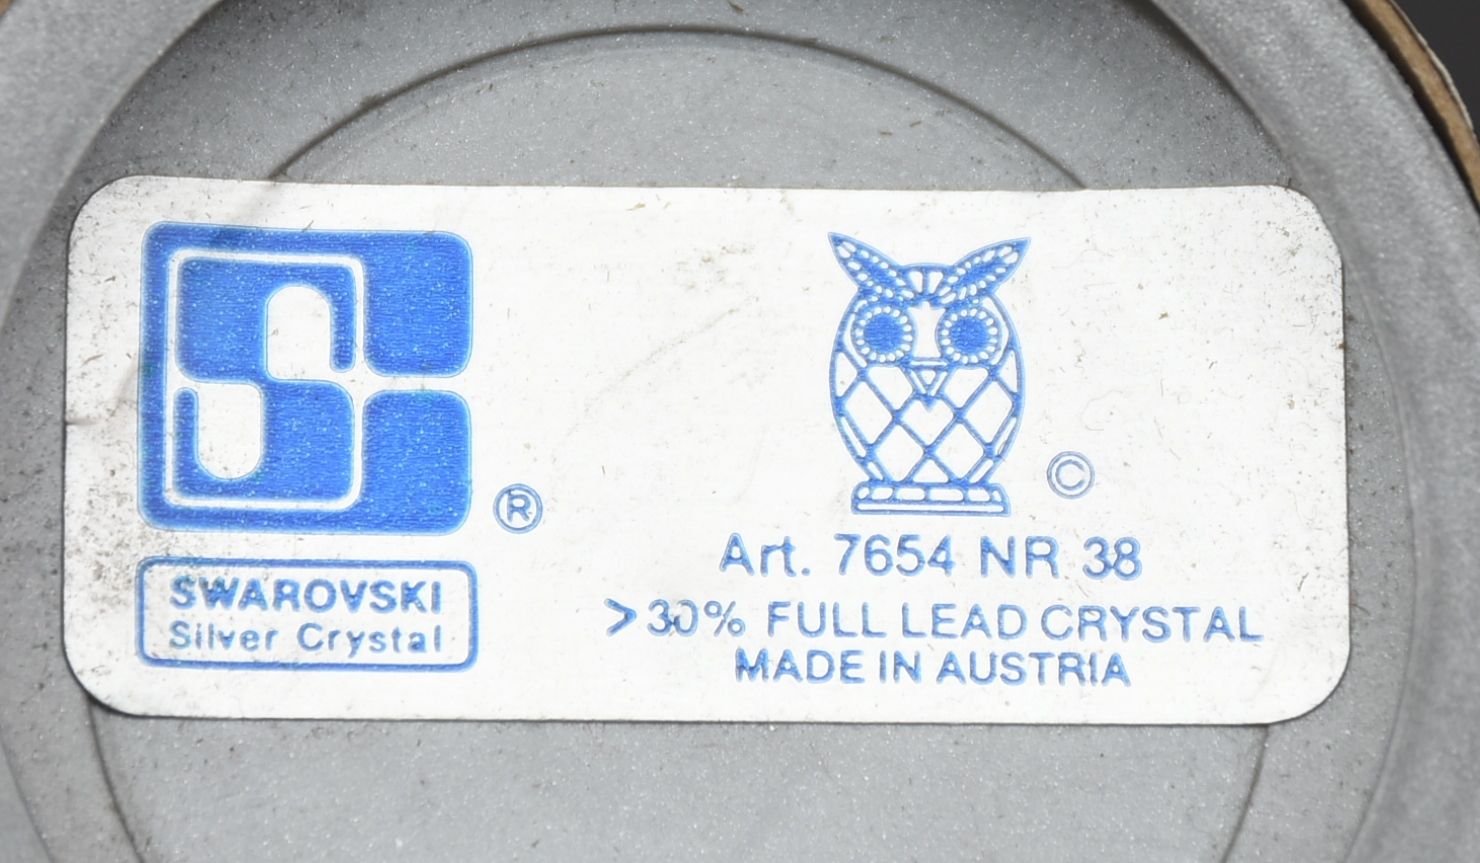 ®
SWAROVSKI
Silver Crystal
©
Art. 7654 NR 38
>30% FULL LEAD CRYSTAL
MADE IN AUSTRIA